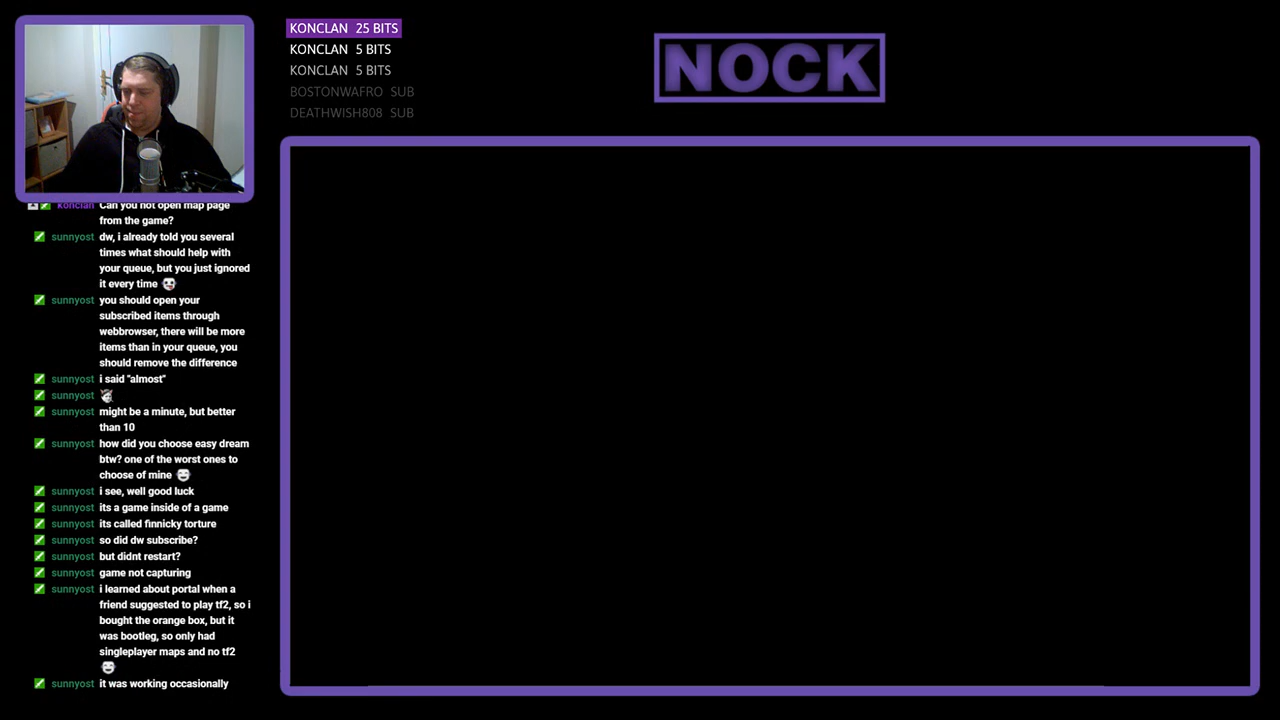 KONCLAN 25 BITS
KONCLAN 5 BITS
KONCLAN 5 BITS
BOSTONWAFRO SUB
DEATHWISH808 SUB
NOCK
konclan Can you not open map page
from the game?
sunnyost dw, i already told you several
times what should help with
your queue, but you just ignored
it every time
sunnyost you should open your
subscribed items through
webbrowser, there will be more
items than in your queue, you
should remove the difference
sunnyost i said "almost"
sunnyost
sunnyost might be a minute, but better
than 10
sunnyost how did you choose easy dream
btw? one of the worst ones to
choose of mine
sunnyost i see, well good luck
sunnyost its a game inside of a game
sunnyost its called finnicky torture
sunnyost so did dw subscribe?
sunnyost but didnt restart?
sunnyost game not capturing
sunnyost i learned about portal when a
friend suggested to play tf2, so i
bought the orange box, but it
was bootleg, so only had
singleplayer maps and no tf2
sunnyost it was working occasionally